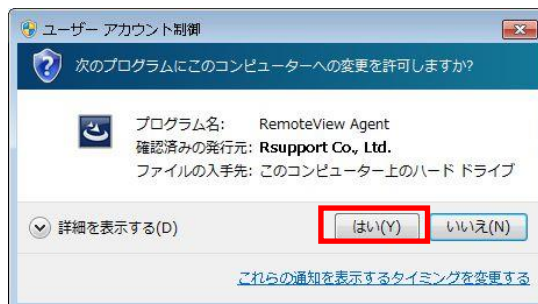 ユーザー アカウント制御
次のプログラムにこのコンピューターへの変更を許可しますか?
プログラム名: RemoteView Agent
確認済みの発行元: Rsupport Co., Ltd.
ファイルの入手先: このコンピューター上のハード ドライブ
詳細を表示する(D) はい(Y) いいえ(N)
これらの通知を表示するタイミングを変更する